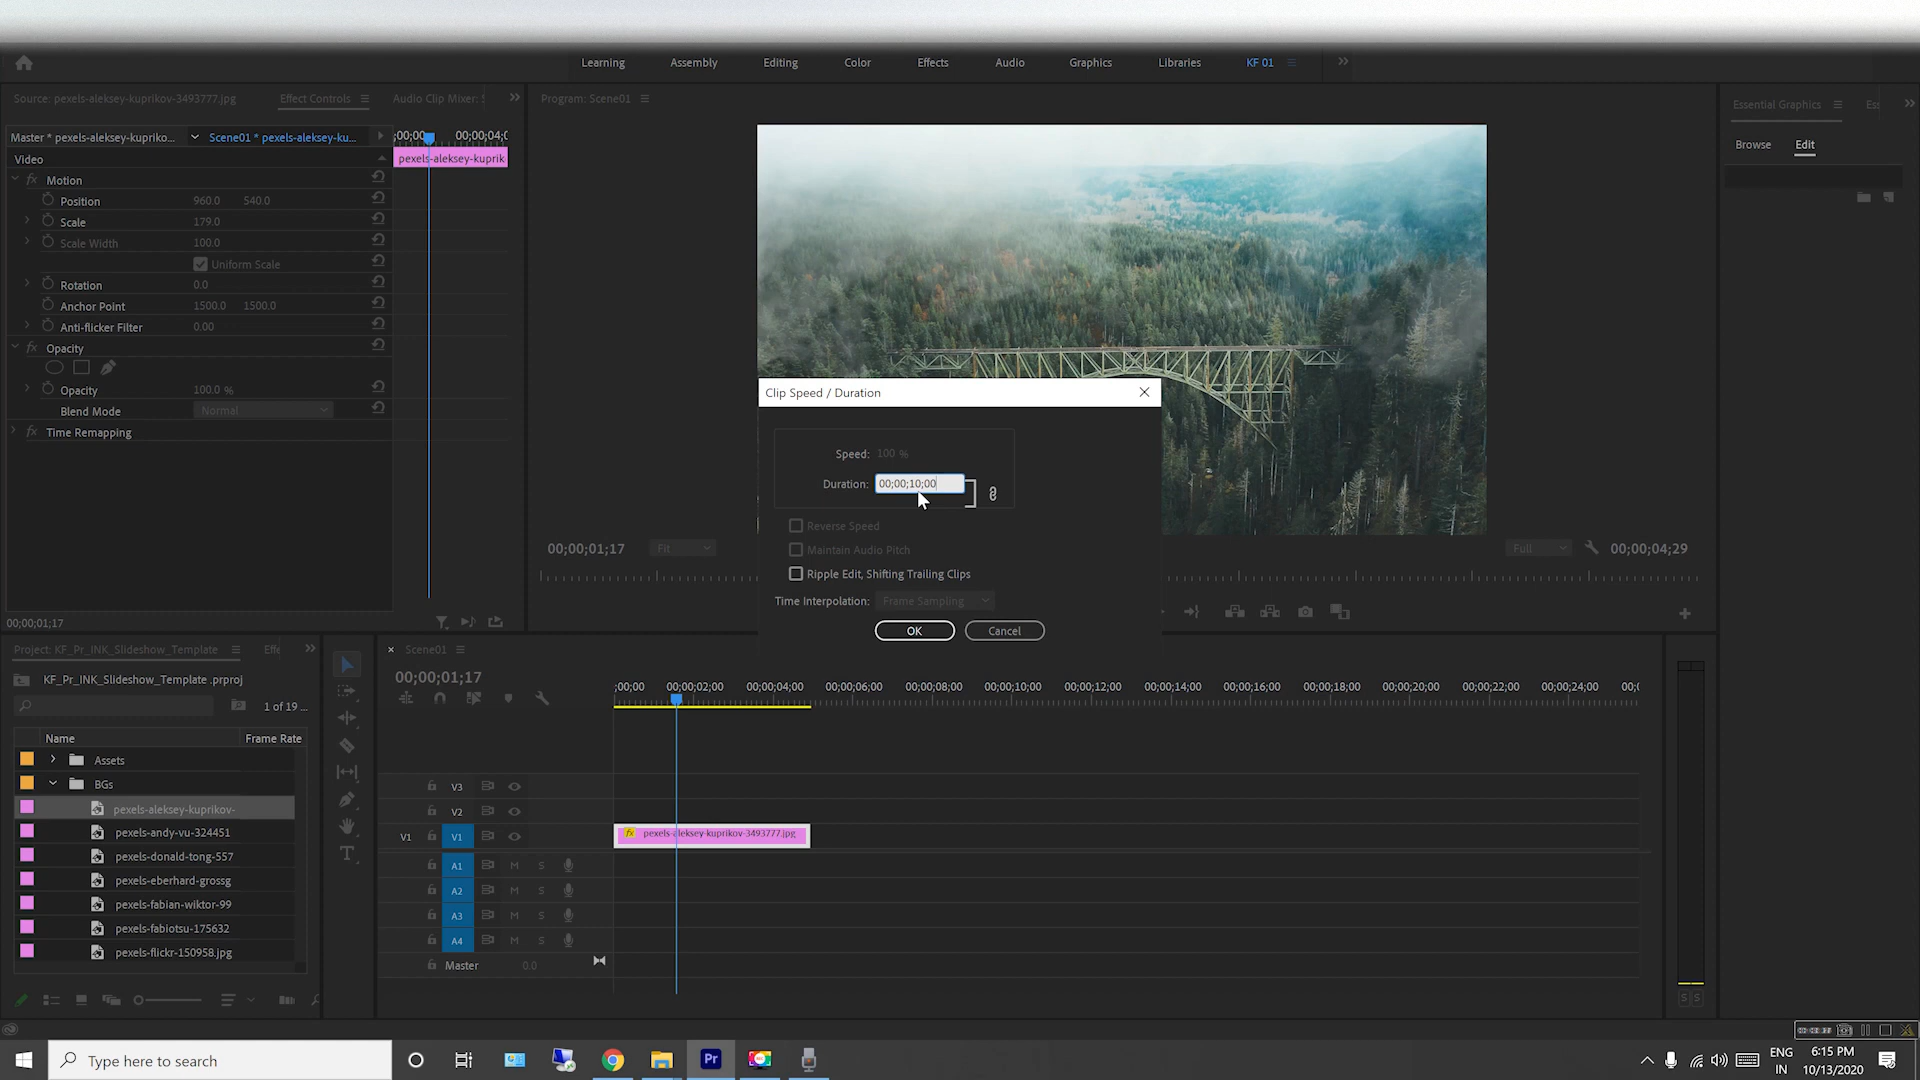 Learning
Assembly
Editing
Color
Effects
Audio
Graphics
Libraries
KF 01
Source: pexels-aleksey-kuprikov-3493777.jpg
Effect Controls
Audio Clip Mixer:
Program: Scene01
Essential Graphics
Browse
Edit
Master * pexels-aleksey-kupriko...
Scene01 * pexels-aleksey-ku...
;00;00
00;00;04;0
pexels-aleksey-kuprik
Video
Motion
Position
960.0
540.0
Scale
179.0
Scale Width
100.0
Uniform Scale
Rotation
0.0
Anchor Point
1500.0
1500.0
Anti-flicker Filter
0.00
Opacity
Opacity
100.0 %
Blend Mode
Normal
Time Remapping
00;00;01;17
Clip Speed / Duration
Speed:
100 %
Duration:
00;00;10;00
Reverse Speed
Maintain Audio Pitch
Ripple Edit, Shifting Trailing Clips
Time Interpolation:
Frame Sampling
OK
Cancel
00;00;01;17
Fit
Full
00;00;04;29
Project: KF_Pr_INK_Slideshow_Template
KF_Pr_INK_Slideshow_Template .prproj
1 of 19 ...
Name
Frame Rate
Assets
BGs
pexels-aleksey-kuprikov-
pexels-andy-vu-324451
pexels-donald-tong-557
pexels-eberhard-grossg
pexels-fabian-wiktor-99
pexels-fabiotsu-175632
pexels-flickr-150958.jpg
Scene01
00;00;01;17
;00;00
00;00;02;00
00;00;04;00
00;00;06;00
00;00;08;00
00;00;10;00
00;00;12;00
00;00;14;00
00;00;16;00
00;00;18;00
00;00;20;00
00;00;22;00
00;00;24;00
V3
V2
V1
V1
pexels-aleksey-kuprikov-3493777.jpg
A1
M
S
A2
M
S
A3
M
S
A4
M
S
Master
0.0
S
S
Type here to search
Pr
ENG
IN
6:15 PM
10/13/2020